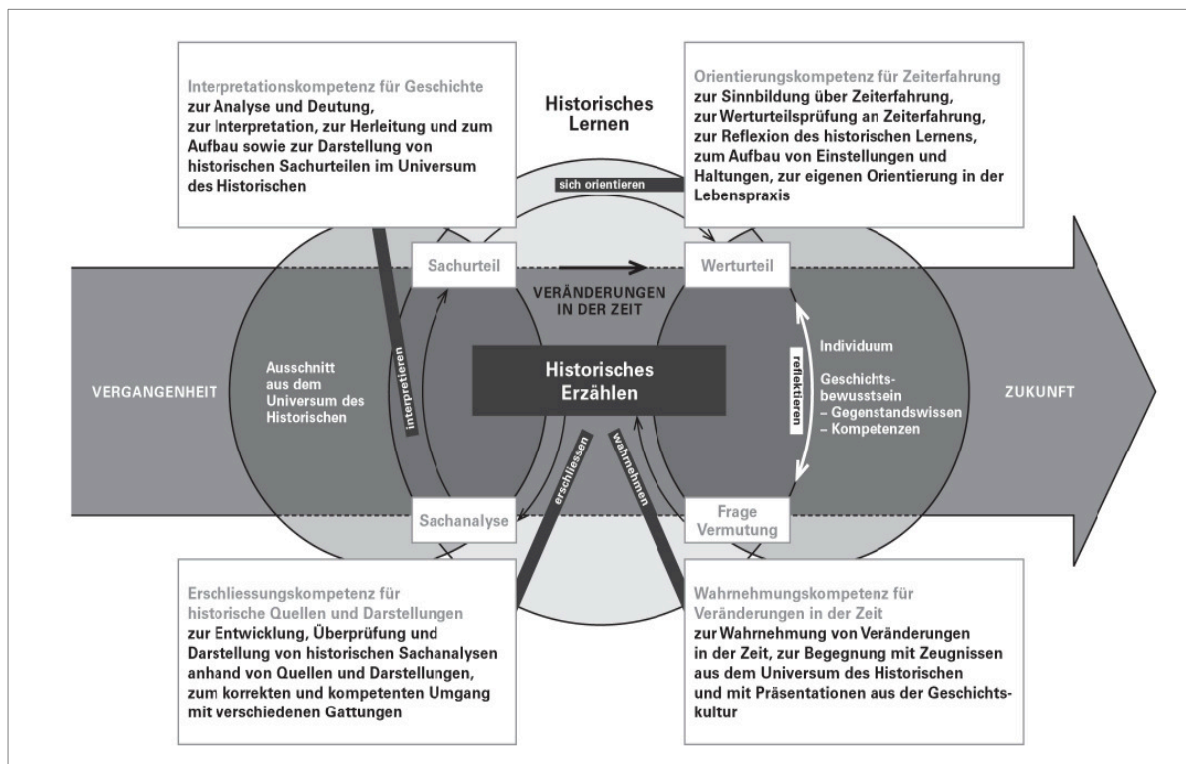 Interpretationskompetenz für Geschichte
zur Analyse und Deutung,
zur Interpretation, zur Herleitung und zum
Aufbau sowie zur Darstellung von
historischen Sachurteilen im Universum
des Historischen
Historisches
Lernen
Orientierungskompetenz für Zeiterfahrung
zur Sinnbildung über Zeiterfahrung,
zur Werturteilsprüfung an Zeiterfahrung,
zur Reflexion des historischen Lernens,
zum Aufbau von Einstellungen und
Haltungen, zur eigenen Orientierung in der
Lebenspraxis
sich orientieren
Sachurteil
Werturteil
VERÄNDERUNGEN
IN DER ZEIT
VERGANGENHEIT
Ausschnitt
aus dem
Universum des
Historischen
interpretieren
Historisches
Erzählen
reflektieren
Individuum
Geschichts-
bewusstsein
– Gegenstandswissen
– Kompetenzen
ZUKUNFT
erschliessen
wahrnehmen
Sachanalyse
Frage
Vermutung
Erschliessungskompetenz für
historische Quellen und Darstellungen
zur Entwicklung, Überprüfung und
Darstellung von historischen Sachanalysen
anhand von Quellen und Darstellungen,
zum korrekten und kompetenten Umgang
mit verschiedenen Gattungen
Wahrnehmungskompetenz für
Veränderungen in der Zeit
zur Wahrnehmung von Veränderungen
in der Zeit, zur Begegnung mit Zeugnissen
aus dem Universum des Historischen
und mit Präsentationen aus der Geschichts-
kultur